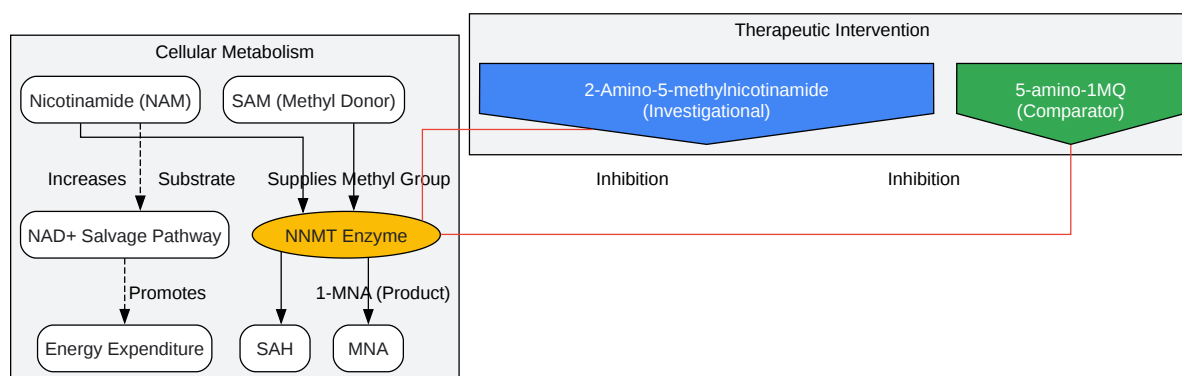 Therapeutic Intervention
Cellular Metabolism
Nicotinamide (NAM)
SAM (Methyl Donor)
2-Amino-5-methylnicotinamide
(Investigational)
5-amino-1MQ
(Comparator)
Increases
Substrate
Supplies Methyl Group
Inhibition
Inhibition
NAD+ Salvage Pathway
NNMT Enzyme
Promotes
1-MNA (Product)
Energy Expenditure
SAH
MNA